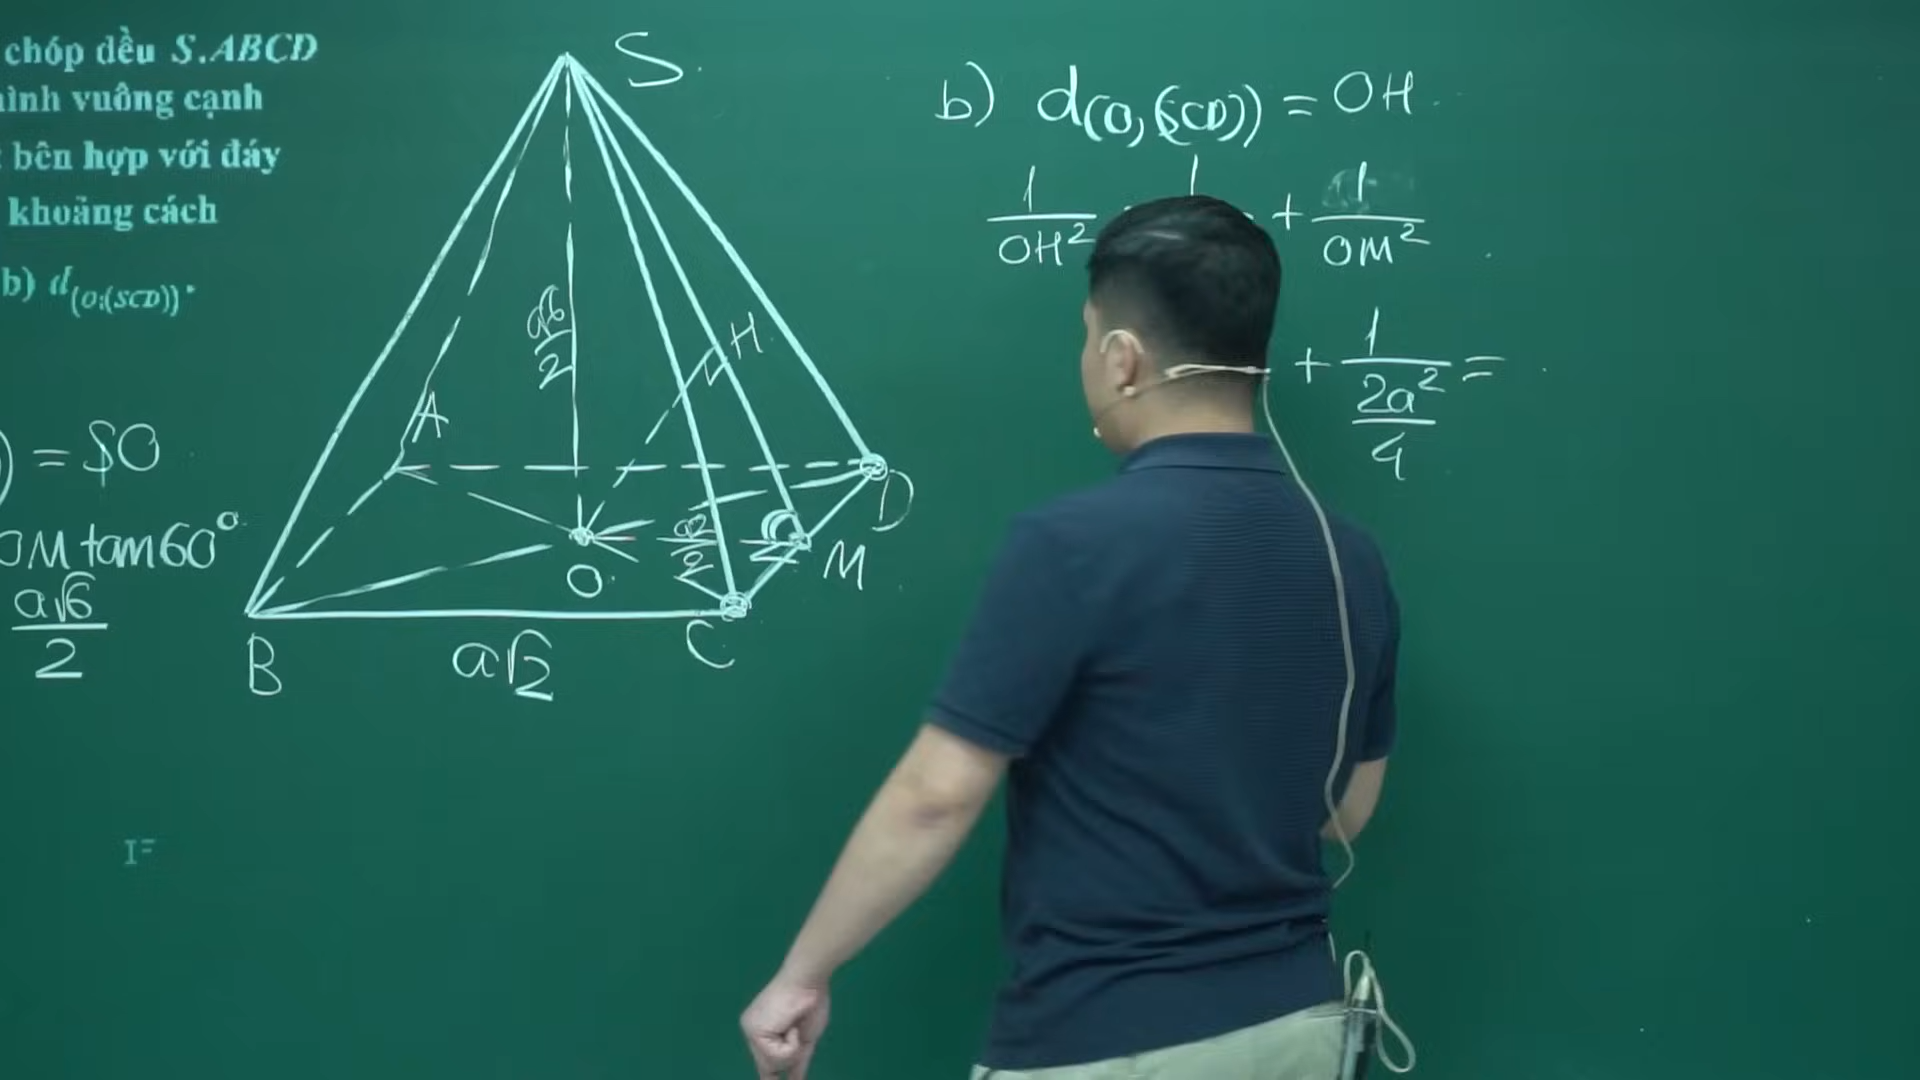 chóp đều S.ABCD
ình vuông cạnh
bên hợp với đáy
khoảng cách
b) d(O;(SCD)).
) = SO
OM tan60°
a√6
2
S
a√6
2
H
A
D
a√2
2
M
O
B
a√2
C
b) d(O, (SCD)) = OH
1
OH²
1
+ 1
OM²
+ 1
2a²
4
=